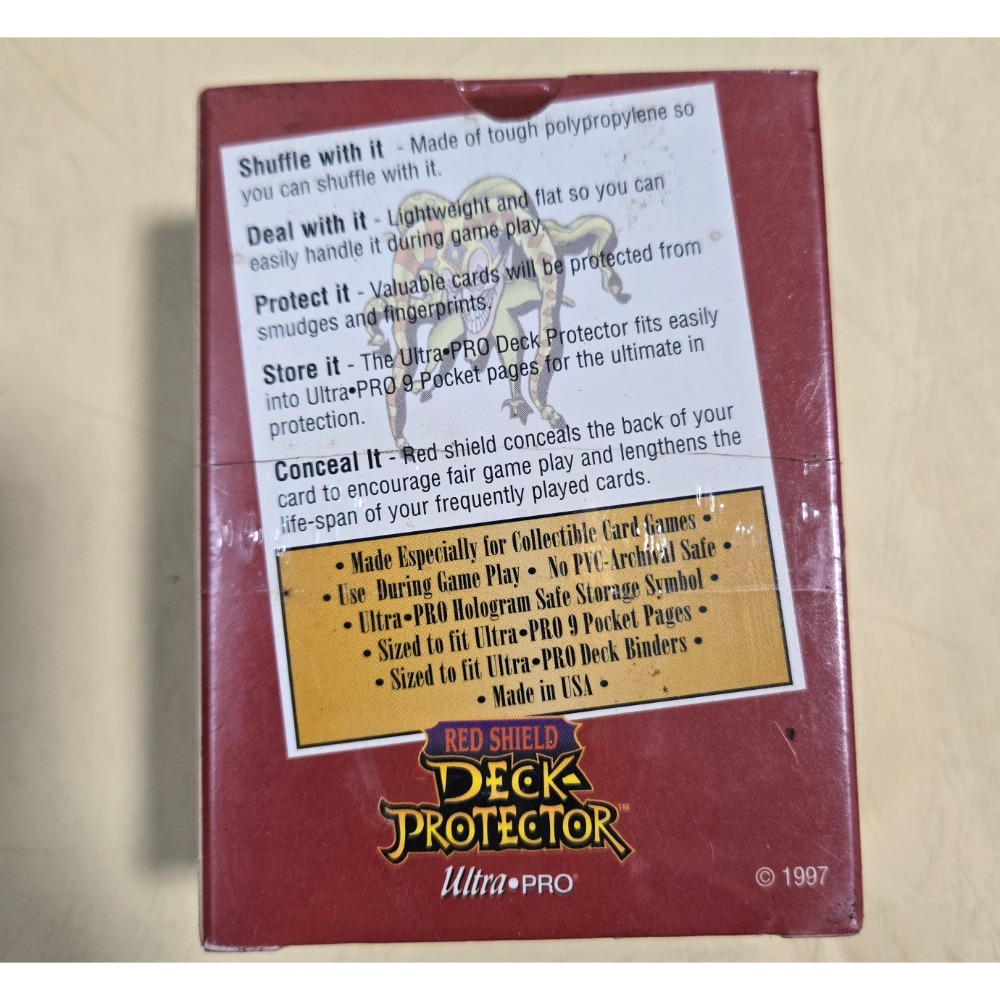 Shuffle with it - Made of tough polypropylene so
you can shuffle with it.
Deal with it - Lightweight and flat so you can
easily handle it during game play.
Protect it - Valuable cards will be protected from
smudges and fingerprints.
Store it - The Ultra•PRO Deck Protector fits easily
into Ultra•PRO 9 Pocket pages for the ultimate in
protection.
Conceal It - Red shield conceals the back of your
card to encourage fair game play and lengthens the
life-span of your frequently played cards.
• Made Especially for Collectible Card Games •
• Use During Game Play • No PVC-Archival Safe •
• Ultra•PRO Hologram Safe Storage Symbol •
• Sized to fit Ultra•PRO 9 Pocket Pages •
• Sized to fit Ultra•PRO Deck Binders •
• Made in USA •
RED SHIELD
DECK-
PROTECTOR™
Ultra•PRO®
© 1997